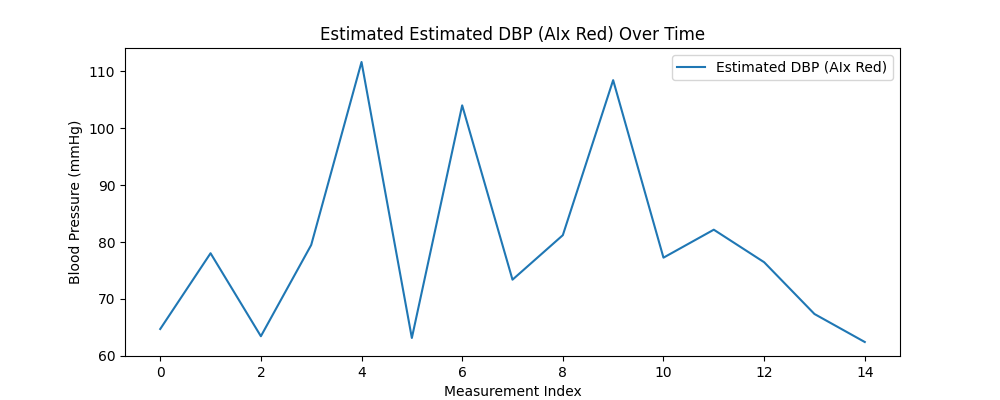 Estimated Estimated DBP (AIx Red) Over Time
Estimated DBP (AIx Red)
Blood Pressure (mmHg)
110
100
90
80
70
60
0 2 4 6 8 10 12 14
Measurement Index